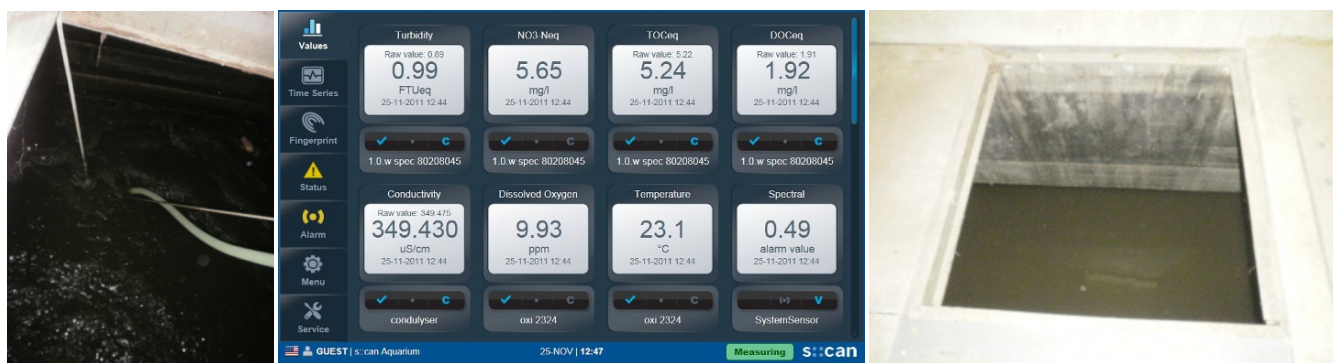 Values
Time Series
Fingerprint
Status
Alarm
Menu
Service
Turbidity
Raw value: 0.89
0.99
FTUeq
25-11-2011 12:44
1.0.w spec 80208045
NO3-Neq
5.65
mg/l
25-11-2011 12:44
1.0.w spec 80208045
TOCeq
Raw value: 5.22
5.24
mg/l
25-11-2011 12:44
1.0.w spec 80208045
DOCeq
Raw value: 1.91
1.92
mg/l
25-11-2011 12:44
1.0.w spec 80208045
Conductivity
Raw value: 349.475
349.430
uS/cm
25-11-2011 12:44
condulyser
Dissolved Oxygen
9.93
ppm
25-11-2011 12:44
oxi 2324
Temperature
23.1
°C
25-11-2011 12:44
oxi 2324
Spectral
0.49
alarm value
25-11-2011 12:44
SystemSensor
GUEST | s::can Aquarium
25-NOV | 12:47
Measuring
s::can